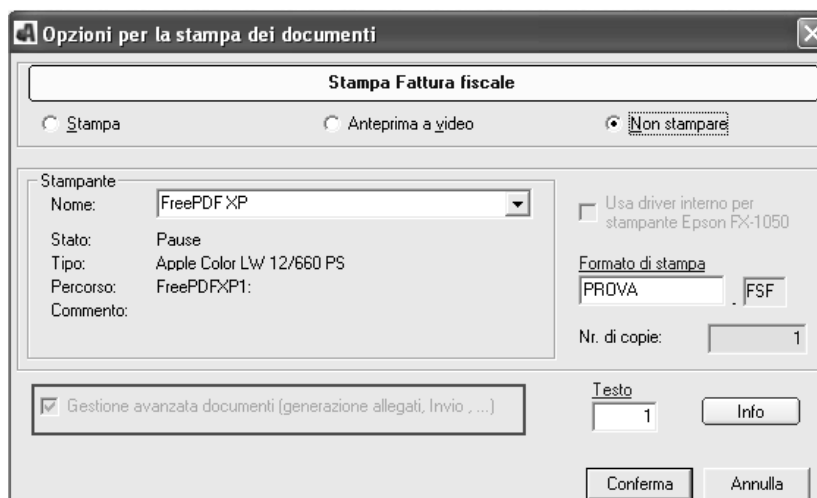 Opzioni per la stampa dei documenti
Stampa Fattura fiscale
Stampa
Anteprima a video
Non stampare
Stampante
Nome: FreePDF XP
Stato: Pause
Tipo: Apple Color LW 12/660 PS
Percorso: FreePDFXP1:
Commento:
Usa driver interno per
stampante Epson FX-1050
Formato di stampa
PROVA . FSF
Nr. di copie: 1
Gestione avanzata documenti (generazione allegati, Invio , ...)
Testo
1
Info
Conferma
Annulla